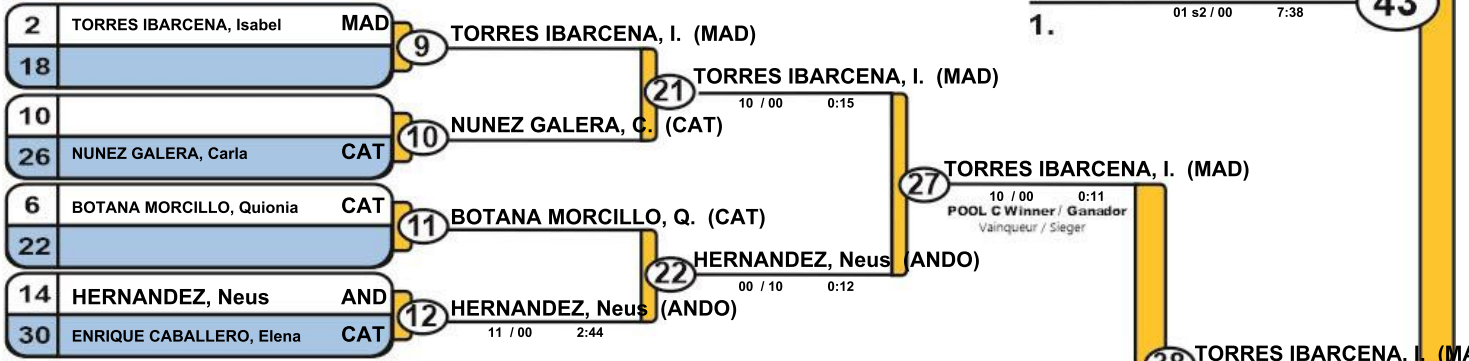 2 TORRES IBARCENA, Isabel MAD
18
9 TORRES IBARCENA, I. (MAD)
10
26 NUNEZ GALERA, Carla CAT
10 NUNEZ GALERA, C. (CAT)
21 TORRES IBARCENA, I. (MAD)
10 / 00 0:15
6 BOTANA MORCILLO, Quionia CAT
22
11 BOTANA MORCILLO, Q. (CAT)
14 HERNANDEZ, Neus AND
30 ENRIQUE CABALLERO, Elena CAT
12 HERNANDEZ, Neus (ANDO)
11 / 00 2:44
22 HERNANDEZ, Neus (ANDO)
00 / 10 0:12
27 TORRES IBARCENA, I. (MAD)
10 / 00 0:11
POOL C Winner / Ganador
Vainqueur / Sieger
01 s2 / 00 7:38
43
1.
TORRES IBARCENA, I.